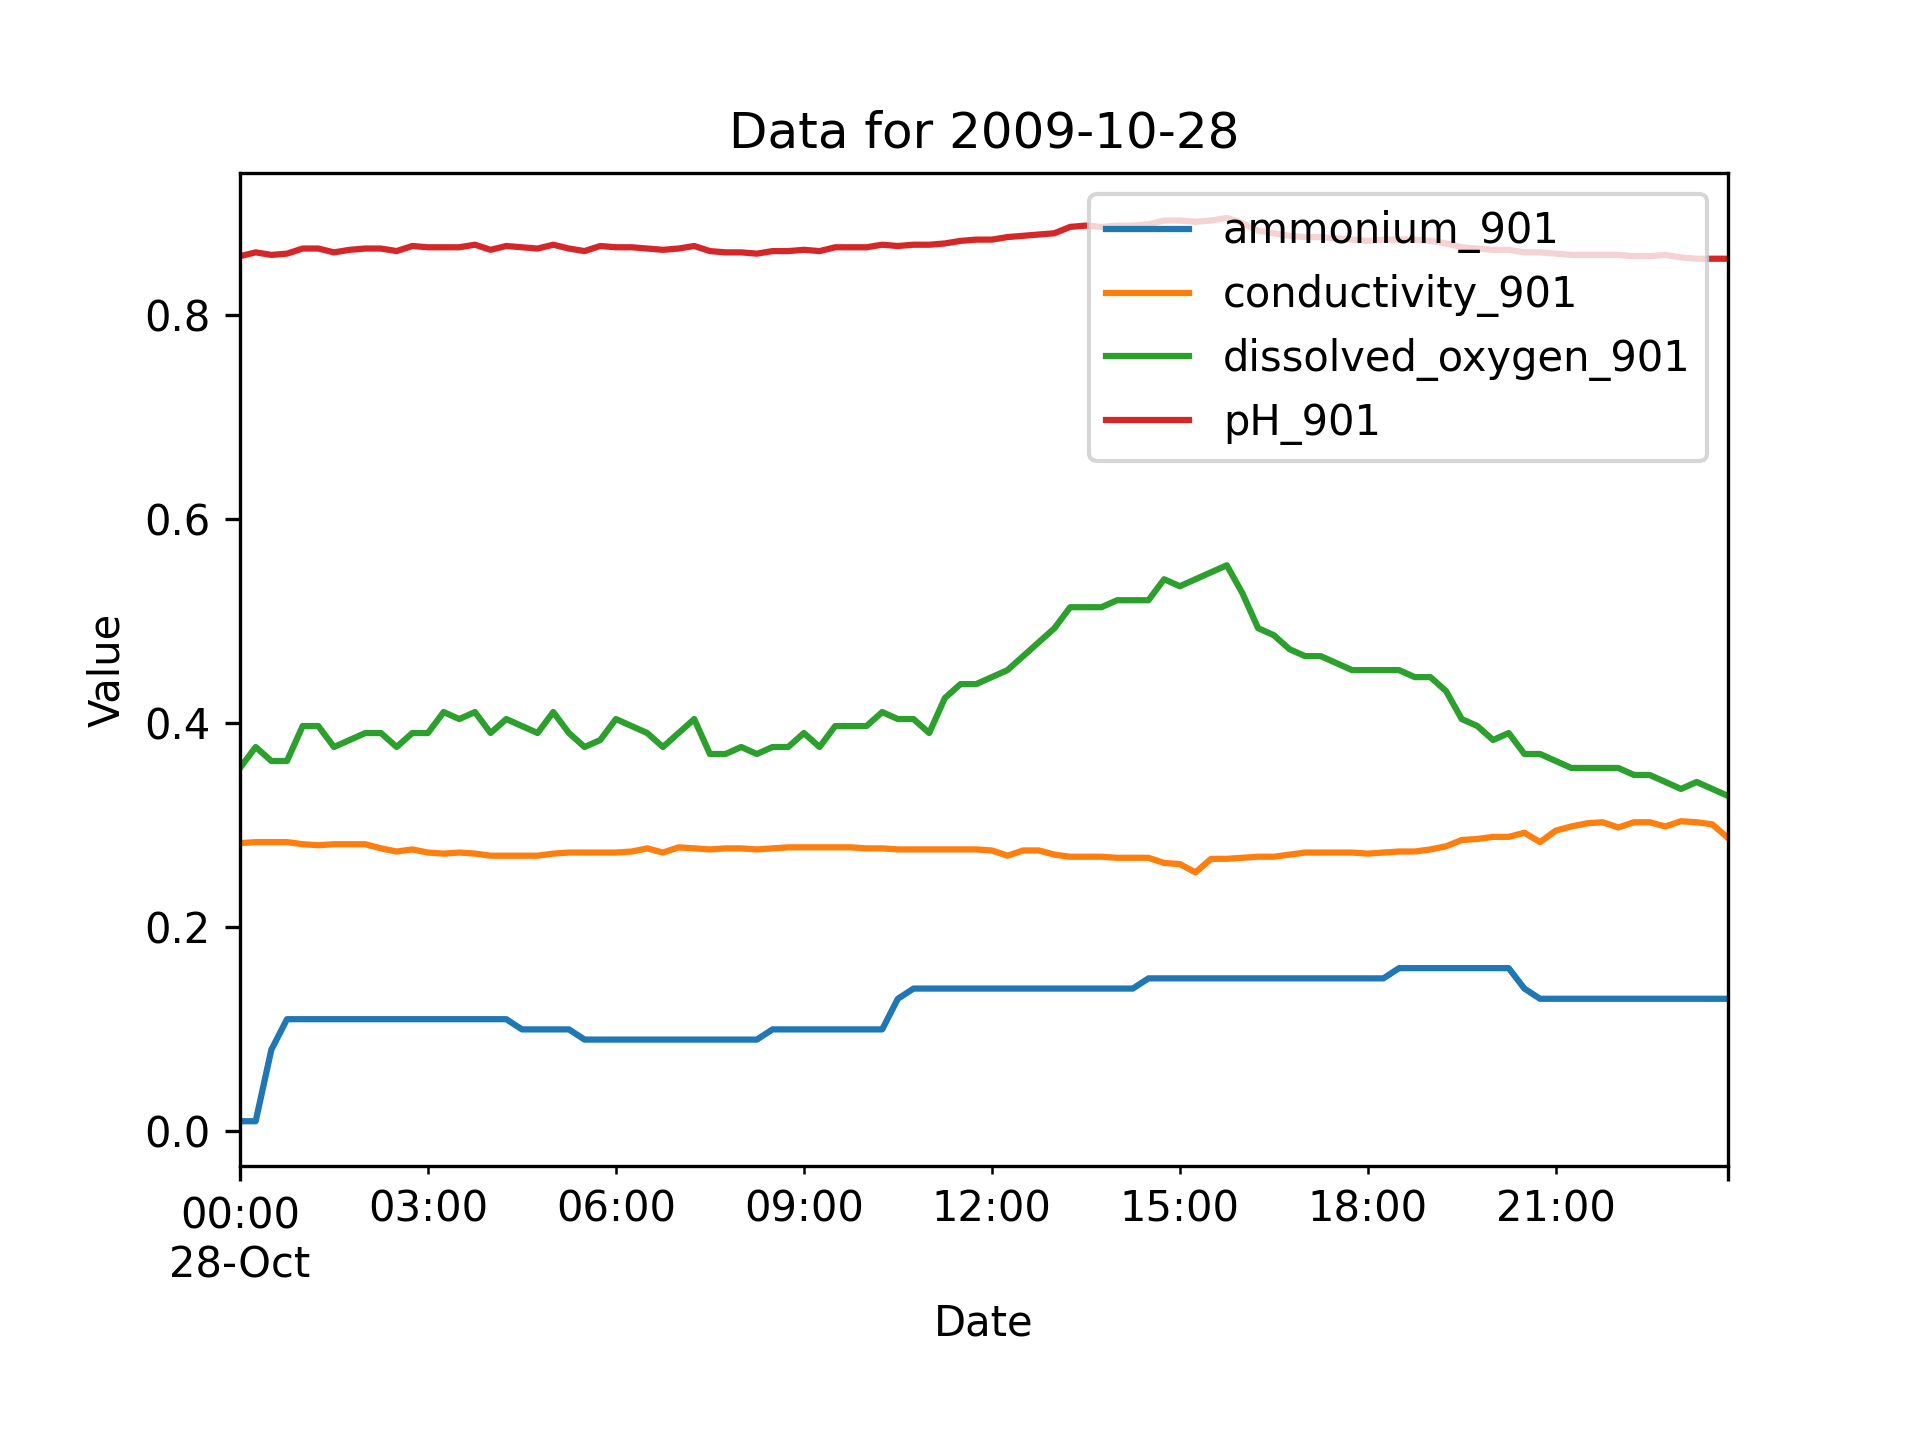 Data for 2009-10-28
ammonium_901
conductivity_901
dissolved_oxygen_901
pH_901
0.8
0.6
0.4
0.2
0.0
Value
00:00 03:00 06:00 09:00 12:00 15:00 18:00 21:00
28-Oct
Date